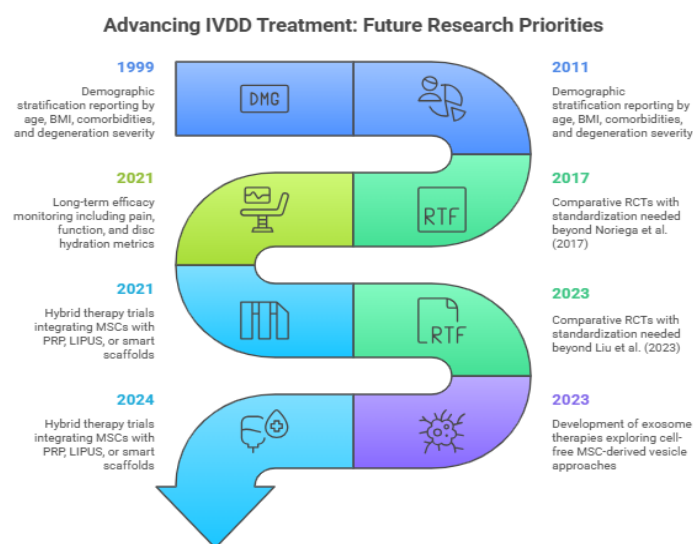 Advancing IVDD Treatment: Future Research Priorities
1999
Demographic
stratification reporting by
age, BMI, comorbidities,
and degeneration severity
DMG
2011
Demographic
stratification reporting by
age, BMI, comorbidities,
and degeneration severity
2017
Comparative RCTs with
standardization needed
beyond Noriega et al.
(2017)
RTF
2021
Long-term efficacy
monitoring including pain,
function, and disc
hydration metrics
2021
Hybrid therapy trials
integrating MSCs with
PRP, LIPUS, or smart
scaffolds
RTF
2023
Comparative RCTs with
standardization needed
beyond Liu et al. (2023)
2023
Development of exosome
therapies exploring cell-
free MSC-derived vesicle
approaches
2024
Hybrid therapy trials
integrating MSCs with
PRP, LIPUS, or smart
scaffolds